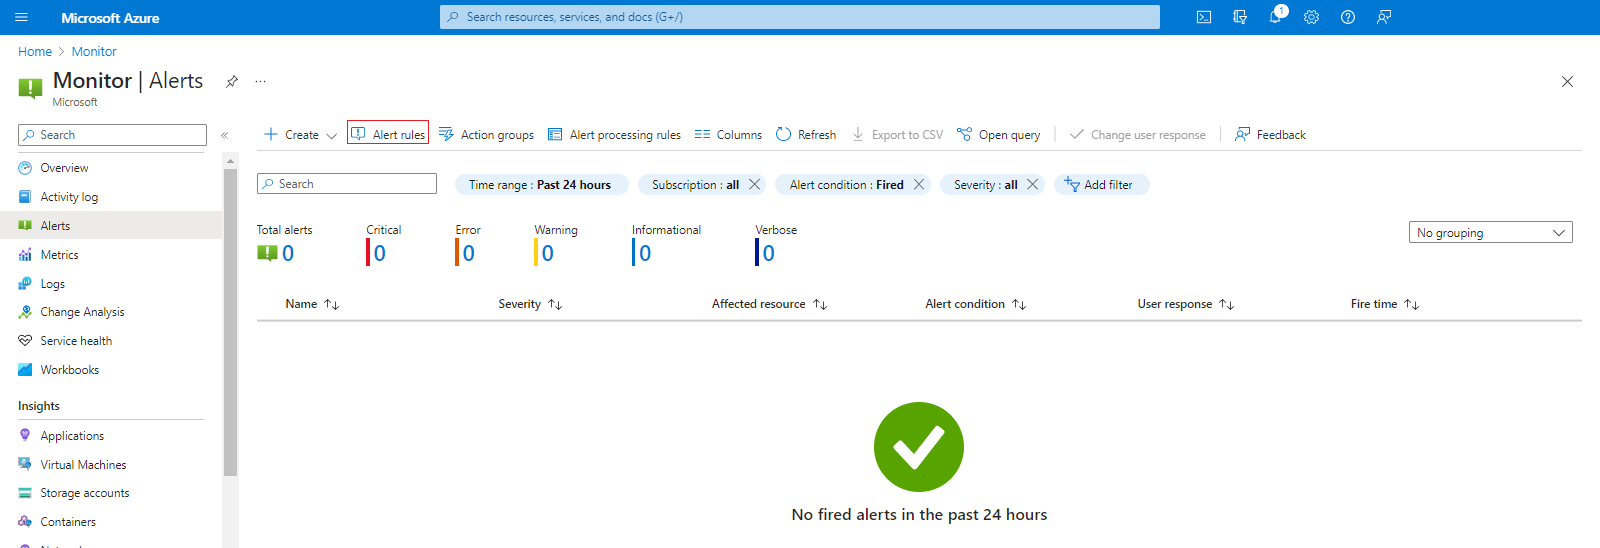 Microsoft Azure
Search resources, services, and docs (G+/)
1
Home > Monitor
Monitor | Alerts
...
Microsoft
Search
«
Create
Alert rules
Action groups
Alert processing rules
Columns
Refresh
Export to CSV
Open query
Change user response
Feedback
Overview
Activity log
Alerts
Metrics
Logs
Change Analysis
Service health
Workbooks
Insights
Applications
Virtual Machines
Storage accounts
Containers
Search
Time range : Past 24 hours
Subscription : all
Alert condition : Fired
Severity : all
Add filter
Total alerts
0
Critical
0
Error
0
Warning
0
Informational
0
Verbose
0
No grouping
Name ↑↓
Severity ↑↓
Affected resource ↑↓
Alert condition ↑↓
User response ↑↓
Fire time ↑↓
No fired alerts in the past 24 hours